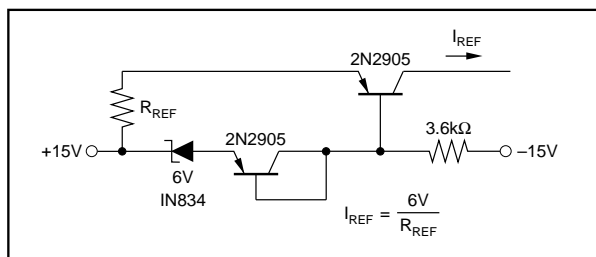 I_REF
2N2905
R_REF
2N2905
3.6kΩ
+15V
–15V
6V
IN834
I_REF = 6V / R_REF